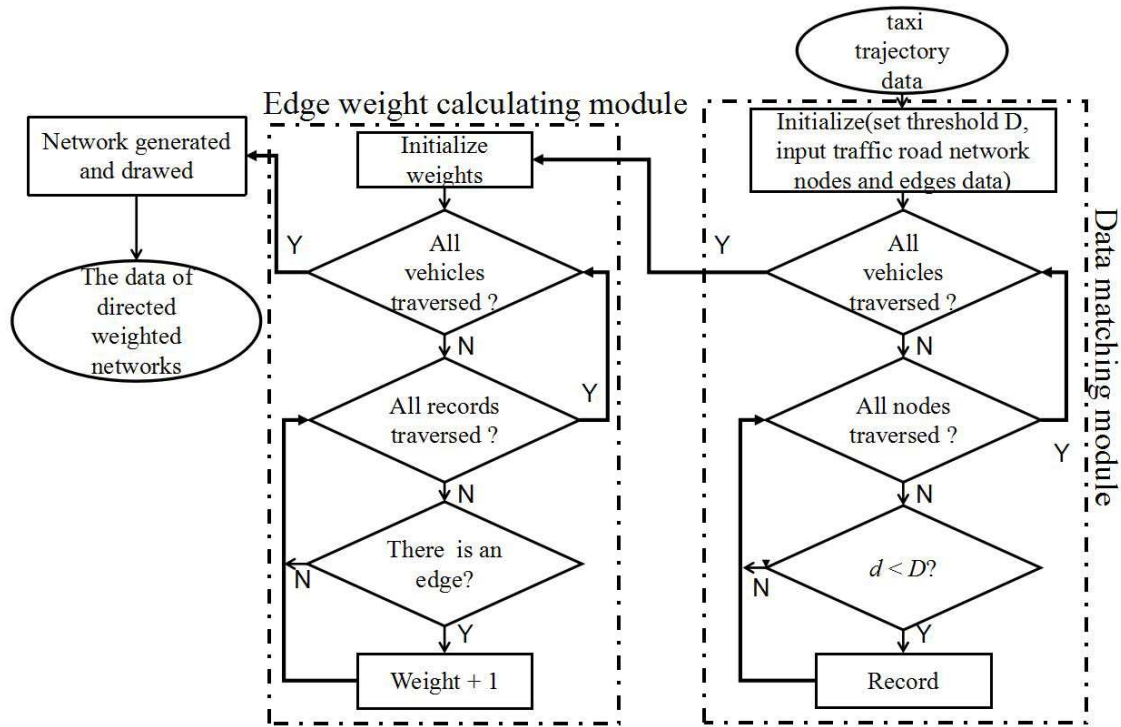 taxi
trajectory
data
Data matching module
Initialize(set threshold D,
input traffic road network
nodes and edges data)
All
vehicles
traversed ?
Y
N
All nodes
traversed ?
Y
N
d < D?
N
Y
Record
Edge weight calculating module
Initialize
weights
All
vehicles
traversed ?
Y
N
All records
traversed ?
Y
N
There is an
edge?
N
Y
Weight + 1
Network generated
and drawed
The data of
directed
weighted
networks